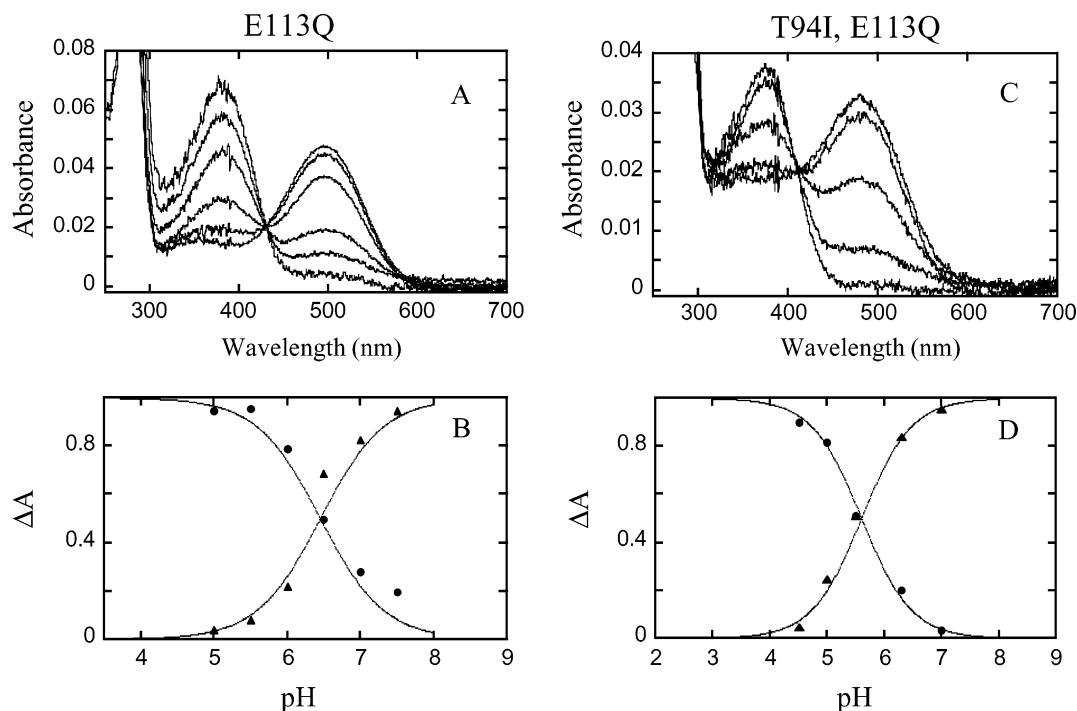 E113Q
0.08
0.06
0.04
0.02
0
A
Absorbance
300 400 500 600 700
Wavelength (nm)
T94I, E113Q
0.04
0.03
0.02
0.01
0
C
Absorbance
300 400 500 600 700
Wavelength (nm)
0.8
0.4
0
B
ΔA
4 5 6 7 8 9
pH
0.8
0.4
0
D
ΔA
2 3 4 5 6 7 8 9
pH